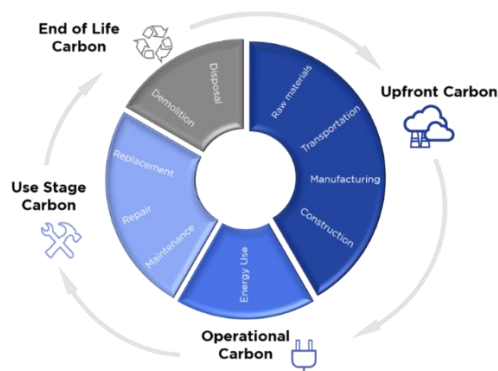 End of Life
Carbon
Disposal
Demolition
Raw materials
Transportation
Manufacturing
Construction
Upfront Carbon
Replacement
Repair
Maintenance
Use Stage
Carbon
Energy Use
Operational
Carbon